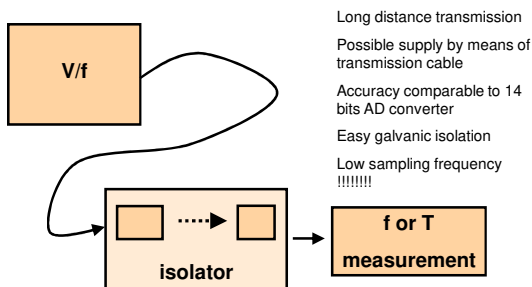 V/f
Long distance transmission
Possible supply by means of
transmission cable
Accuracy comparable to 14
bits AD converter
Easy galvanic isolation
Low sampling frequency
!!!!!!!!
isolator
f or T
measurement